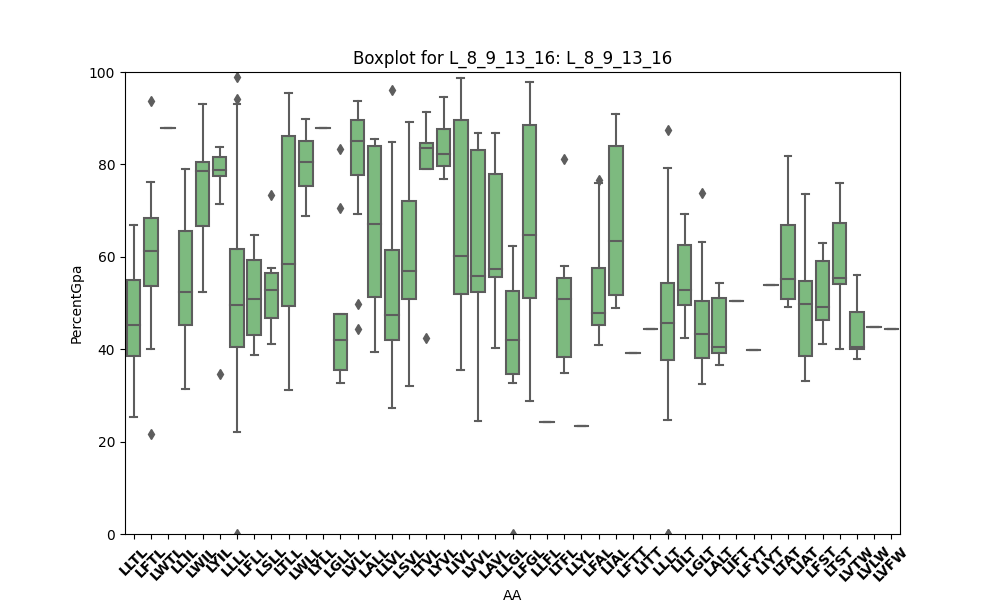 Boxplot for L_8_9_13_16: L_8_9_13_16
PercentGpa
100
80
60
40
20
0
LLTL LFTL LWTL LLIL LWIL LYIL LLLL LFLL LSLL LTLL LWLL LYLL LGLL LVLL LALL LLVL LSVL LTVL LYVL LIVL LVVL LAVL LLGL LFGL LLFL LTFL LLYL LFAL LIAL LFTT LITT LLLT LILT LGLT LALT LIFT LFYT LIYT LTAT LIAT LFST LTST LVTW LVLW LVFW
AA